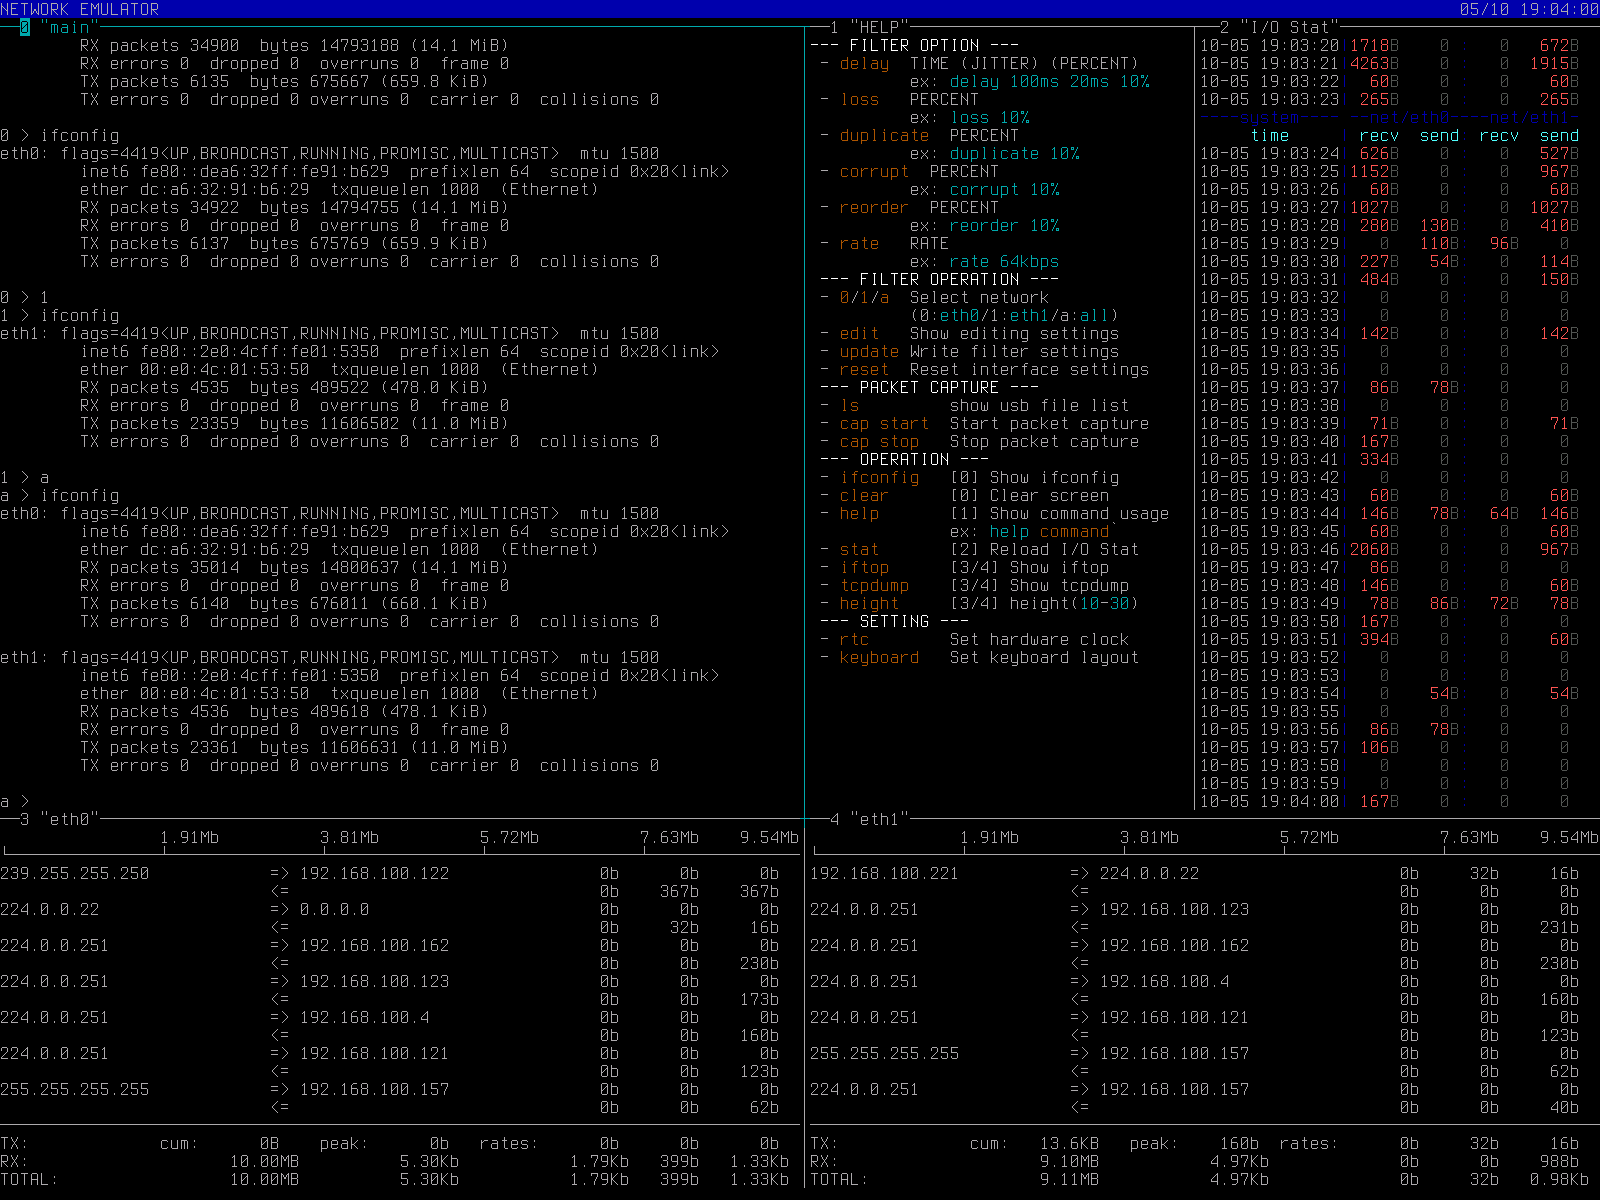 NETWORK EMULATOR 05/10 19:04:00
0 "main"
RX packets 34900  bytes 14793188 (14.1 MiB)
RX errors 0  dropped 0  overruns 0  frame 0
TX packets 6135  bytes 675667 (659.8 KiB)
TX errors 0  dropped 0 overruns 0  carrier 0  collisions 0
0 > ifconfig
eth0: flags=4419<UP,BROADCAST,RUNNING,PROMISC,MULTICAST>  mtu 1500
inet6 fe80::dea6:32ff:fe91:b629  prefixlen 64  scopeid 0x20<link>
ether dc:a6:32:91:b6:29  txqueuelen 1000  (Ethernet)
RX packets 34922  bytes 14794755 (14.1 MiB)
RX errors 0  dropped 0  overruns 0  frame 0
TX packets 6137  bytes 675769 (659.9 KiB)
TX errors 0  dropped 0 overruns 0  carrier 0  collisions 0
0 > 1
1 > ifconfig
eth1: flags=4419<UP,BROADCAST,RUNNING,PROMISC,MULTICAST>  mtu 1500
inet6 fe80::2e0:4cff:fe01:5350  prefixlen 64  scopeid 0x20<link>
ether 00:e0:4c:01:53:50  txqueuelen 1000  (Ethernet)
RX packets 4535  bytes 489522 (478.0 KiB)
RX errors 0  dropped 0  overruns 0  frame 0
TX packets 23359  bytes 11606502 (11.0 MiB)
TX errors 0  dropped 0 overruns 0  carrier 0  collisions 0
1 > a
a > ifconfig
eth0: flags=4419<UP,BROADCAST,RUNNING,PROMISC,MULTICAST>  mtu 1500
inet6 fe80::dea6:32ff:fe91:b629  prefixlen 64  scopeid 0x20<link>
ether dc:a6:32:91:b6:29  txqueuelen 1000  (Ethernet)
RX packets 35014  bytes 14800637 (14.1 MiB)
RX errors 0  dropped 0  overruns 0  frame 0
TX packets 6140  bytes 676011 (660.1 KiB)
TX errors 0  dropped 0 overruns 0  carrier 0  collisions 0
eth1: flags=4419<UP,BROADCAST,RUNNING,PROMISC,MULTICAST>  mtu 1500
inet6 fe80::2e0:4cff:fe01:5350  prefixlen 64  scopeid 0x20<link>
ether 00:e0:4c:01:53:50  txqueuelen 1000  (Ethernet)
RX packets 4536  bytes 489618 (478.1 KiB)
RX errors 0  dropped 0  overruns 0  frame 0
TX packets 23361  bytes 11606631 (11.0 MiB)
TX errors 0  dropped 0 overruns 0  carrier 0  collisions 0
a >
1 "HELP"
--- FILTER OPTION ---
- delay  TIME (JITTER) (PERCENT)
ex: delay 100ms 20ms 10%
- loss   PERCENT
ex: loss 10%
- duplicate  PERCENT
ex: duplicate 10%
- corrupt  PERCENT
ex: corrupt 10%
- reorder  PERCENT
ex: reorder 10%
- rate   RATE
ex: rate 64kbps
--- FILTER OPERATION ---
- 0/1/a  Select network
(0:eth0/1:eth1/a:all)
- edit   Show editing settings
- update Write filter settings
- reset  Reset interface settings
--- PACKET CAPTURE ---
- ls         show usb file list
- cap start  Start packet capture
- cap stop   Stop packet capture
--- OPERATION ---
- ifconfig   [0] Show ifconfig
- clear      [0] Clear screen
- help       [1] Show command usage
ex: help command`
- stat       [2] Reload I/O Stat
- iftop      [3/4] Show iftop
- tcpdump    [3/4] Show tcpdump
- height     [3/4] height(10-30)
--- SETTING ---
- rtc        Set hardware clock
- keyboard   Set keyboard layout
2 "I/O Stat"
10-05 19:03:20|1718B 0 : 0 672B
10-05 19:03:21|4263B 0 : 0 1915B
10-05 19:03:22| 60B 0 : 0 60B
10-05 19:03:23| 265B 0 : 0 265B
----system---- --net/eth0----net/eth1-
time | recv send: recv send
10-05 19:03:24| 626B 0 : 0 527B
10-05 19:03:25|1152B 0 : 0 967B
10-05 19:03:26| 60B 0 : 0 60B
10-05 19:03:27|1027B 0 : 0 1027B
10-05 19:03:28| 280B 130B: 0 410B
10-05 19:03:29| 0 110B: 96B 0
10-05 19:03:30| 227B 54B: 0 114B
10-05 19:03:31| 484B 0 : 0 150B
10-05 19:03:32| 0 0 : 0 0
10-05 19:03:33| 0 0 : 0 0
10-05 19:03:34| 142B 0 : 0 142B
10-05 19:03:35| 0 0 : 0 0
10-05 19:03:36| 0 0 : 0 0
10-05 19:03:37| 86B 78B: 0 0
10-05 19:03:38| 0 0 : 0 0
10-05 19:03:39| 71B 0 : 0 71B
10-05 19:03:40| 167B 0 : 0 0
10-05 19:03:41| 334B 0 : 0 0
10-05 19:03:42| 0 0 : 0 0
10-05 19:03:43| 60B 0 : 0 60B
10-05 19:03:44| 146B 78B: 64B 146B
10-05 19:03:45| 60B 0 : 0 60B
10-05 19:03:46|2060B 0 : 0 967B
10-05 19:03:47| 86B 0 : 0 0
10-05 19:03:48| 146B 0 : 0 60B
10-05 19:03:49| 78B 86B: 72B 78B
10-05 19:03:50| 167B 0 : 0 0
10-05 19:03:51| 394B 0 : 0 60B
10-05 19:03:52| 0 0 : 0 0
10-05 19:03:53| 0 0 : 0 0
10-05 19:03:54| 0 54B: 0 54B
10-05 19:03:55| 0 0 : 0 0
10-05 19:03:56| 86B 78B: 0 0
10-05 19:03:57| 106B 0 : 0 0
10-05 19:03:58| 0 0 : 0 0
10-05 19:03:59| 0 0 : 0 0
10-05 19:04:00| 167B 0 : 0 0
3 "eth0"
1.91Mb 3.81Mb 5.72Mb 7.63Mb 9.54Mb
239.255.255.250 => 192.168.100.122 0b 0b 0b
<= 0b 367b 367b
224.0.0.22 => 0.0.0.0 0b 0b 0b
<= 0b 32b 16b
224.0.0.251 => 192.168.100.162 0b 0b 0b
<= 0b 0b 230b
224.0.0.251 => 192.168.100.123 0b 0b 0b
<= 0b 0b 173b
224.0.0.251 => 192.168.100.4 0b 0b 0b
<= 0b 0b 160b
224.0.0.251 => 192.168.100.121 0b 0b 0b
<= 0b 0b 123b
255.255.255.255 => 192.168.100.157 0b 0b 0b
<= 0b 0b 62b
TX: cum: 0B peak: 0b rates: 0b 0b 0b
RX: 10.00MB 5.30Kb 1.79Kb 399b 1.33Kb
TOTAL: 10.00MB 5.30Kb 1.79Kb 399b 1.33Kb
4 "eth1"
1.91Mb 3.81Mb 5.72Mb 7.63Mb 9.54Mb
192.168.100.221 => 224.0.0.22 0b 32b 16b
<= 0b 0b 0b
224.0.0.251 => 192.168.100.123 0b 0b 0b
<= 0b 0b 231b
224.0.0.251 => 192.168.100.162 0b 0b 0b
<= 0b 0b 230b
224.0.0.251 => 192.168.100.4 0b 0b 0b
<= 0b 0b 160b
224.0.0.251 => 192.168.100.121 0b 0b 0b
<= 0b 0b 123b
255.255.255.255 => 192.168.100.157 0b 0b 0b
<= 0b 0b 62b
224.0.0.251 => 192.168.100.157 0b 0b 0b
<= 0b 0b 40b
TX: cum: 13.6KB peak: 160b rates: 0b 32b 16b
RX: 9.10MB 4.97Kb 0b 0b 988b
TOTAL: 9.11MB 4.97Kb 0b 32b 0.98Kb